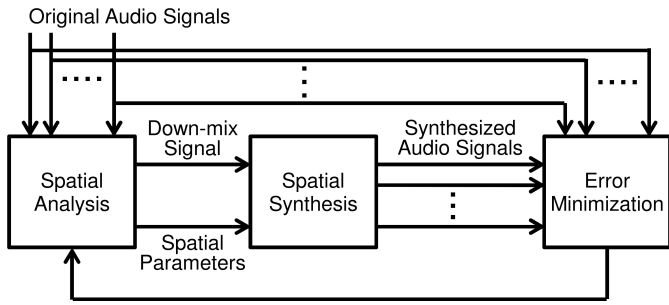 Original Audio Signals
Down-mix
Signal
Synthesized
Audio Signals
Spatial
Analysis
Spatial
Synthesis
Error
Minimization
Spatial
Parameters